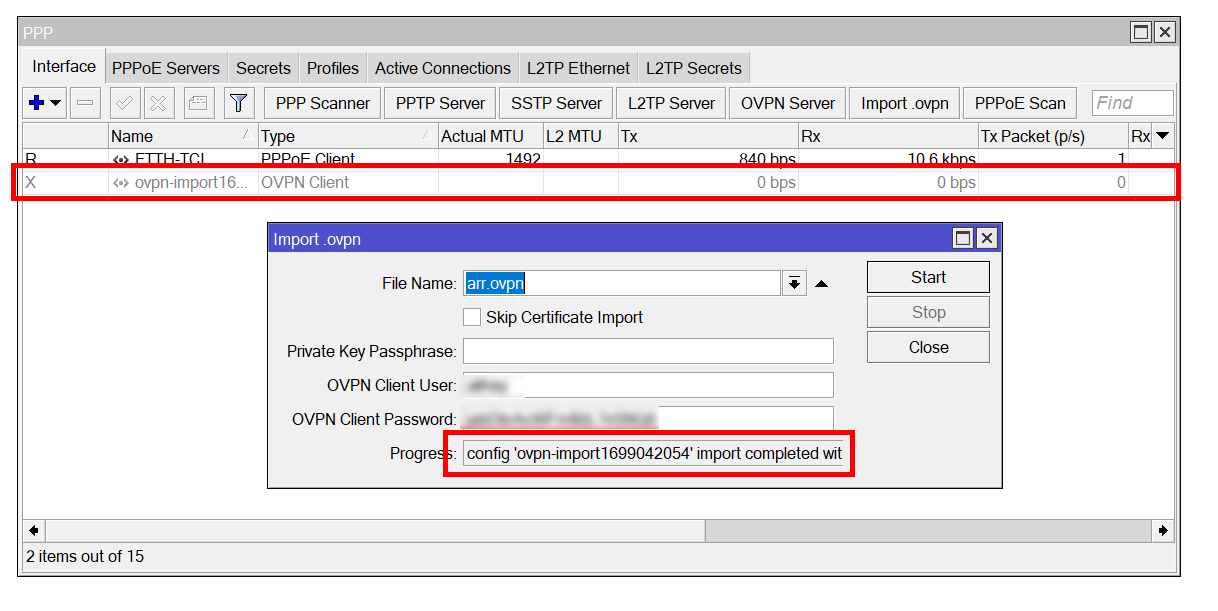 PPP
Interface PPPoE Servers Secrets Profiles Active Connections L2TP Ethernet L2TP Secrets
PPP Scanner PPTP Server SSTP Server L2TP Server OVPN Server Import .ovpn PPPoE Scan Find
Name Type Actual MTU L2 MTU Tx Rx Tx Packet (p/s) Rx
R FTTH-TCI PPPoE Client 1492 840 bps 10.6 kbps 1
X ovpn-import16... OVPN Client 0 bps 0 bps 0
Import .ovpn
File Name: arr.ovpn Start
Skip Certificate Import Stop
Private Key Passphrase: Close
OVPN Client User:
OVPN Client Password:
Progress: config 'ovpn-import1699042054' import completed wit
2 items out of 15